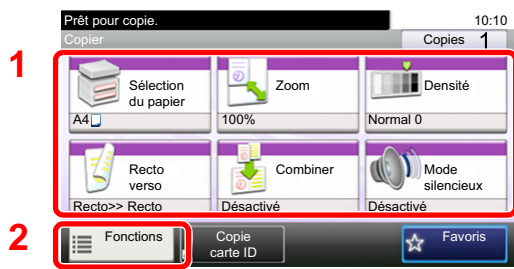 Prêt pour copie.
10:10
Copier
Copies 1
1
Sélection
du papier
A4
Zoom
100%
Densité
Normal 0
Recto
verso
Recto>> Recto
Combiner
Désactivé
Mode
silencieux
Désactivé
2
Fonctions
Copie
carte ID
Favoris